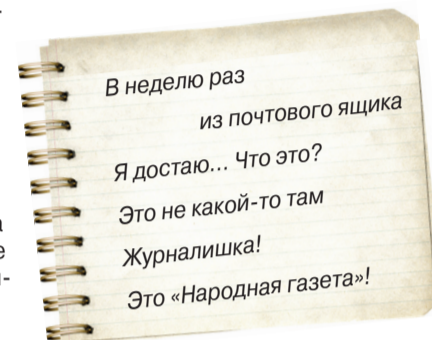 В неделю раз
из почтового ящика
Я достаю... Что это?
Это не какой-то там
Журналишка!
Это «Народная газета»!